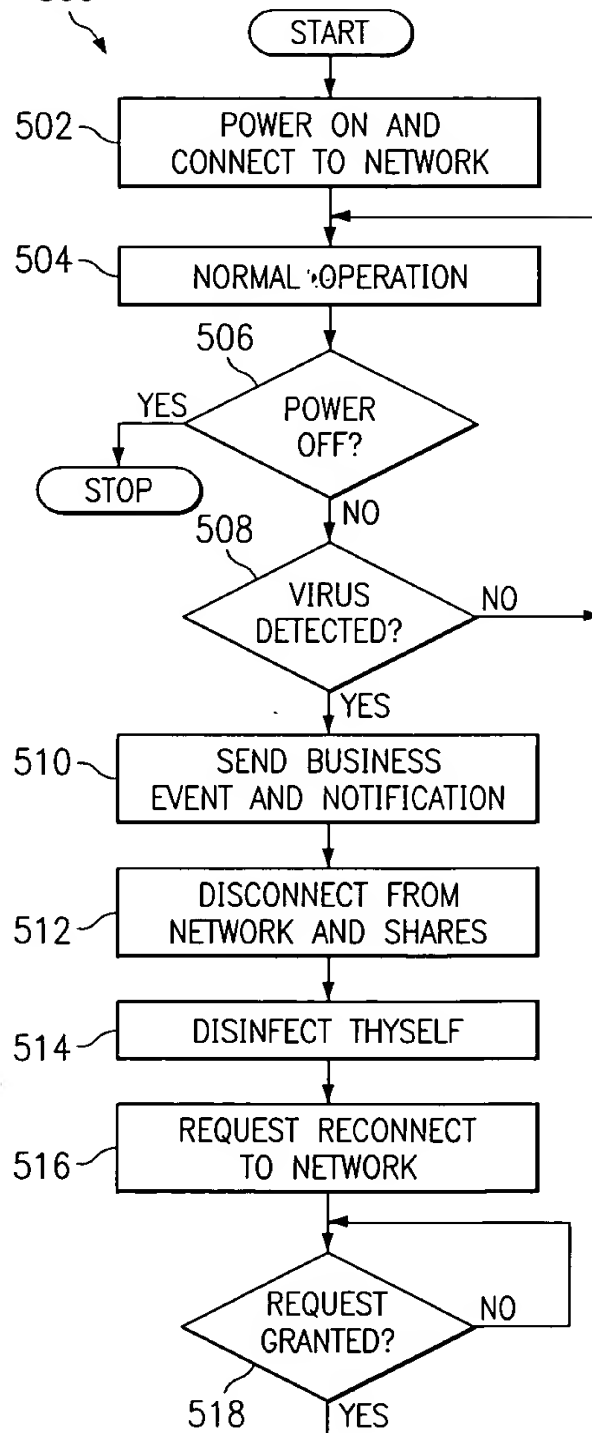 START
502
POWER ON AND
CONNECT TO NETWORK
504
NORMAL OPERATION
506
POWER
OFF?
YES
STOP
NO
508
VIRUS
DETECTED?
NO
YES
510
SEND BUSINESS
EVENT AND NOTIFICATION
512
DISCONNECT FROM
NETWORK AND SHARES
514
DISINFECT THYSELF
516
REQUEST RECONNECT
TO NETWORK
REQUEST
GRANTED?
NO
518
YES